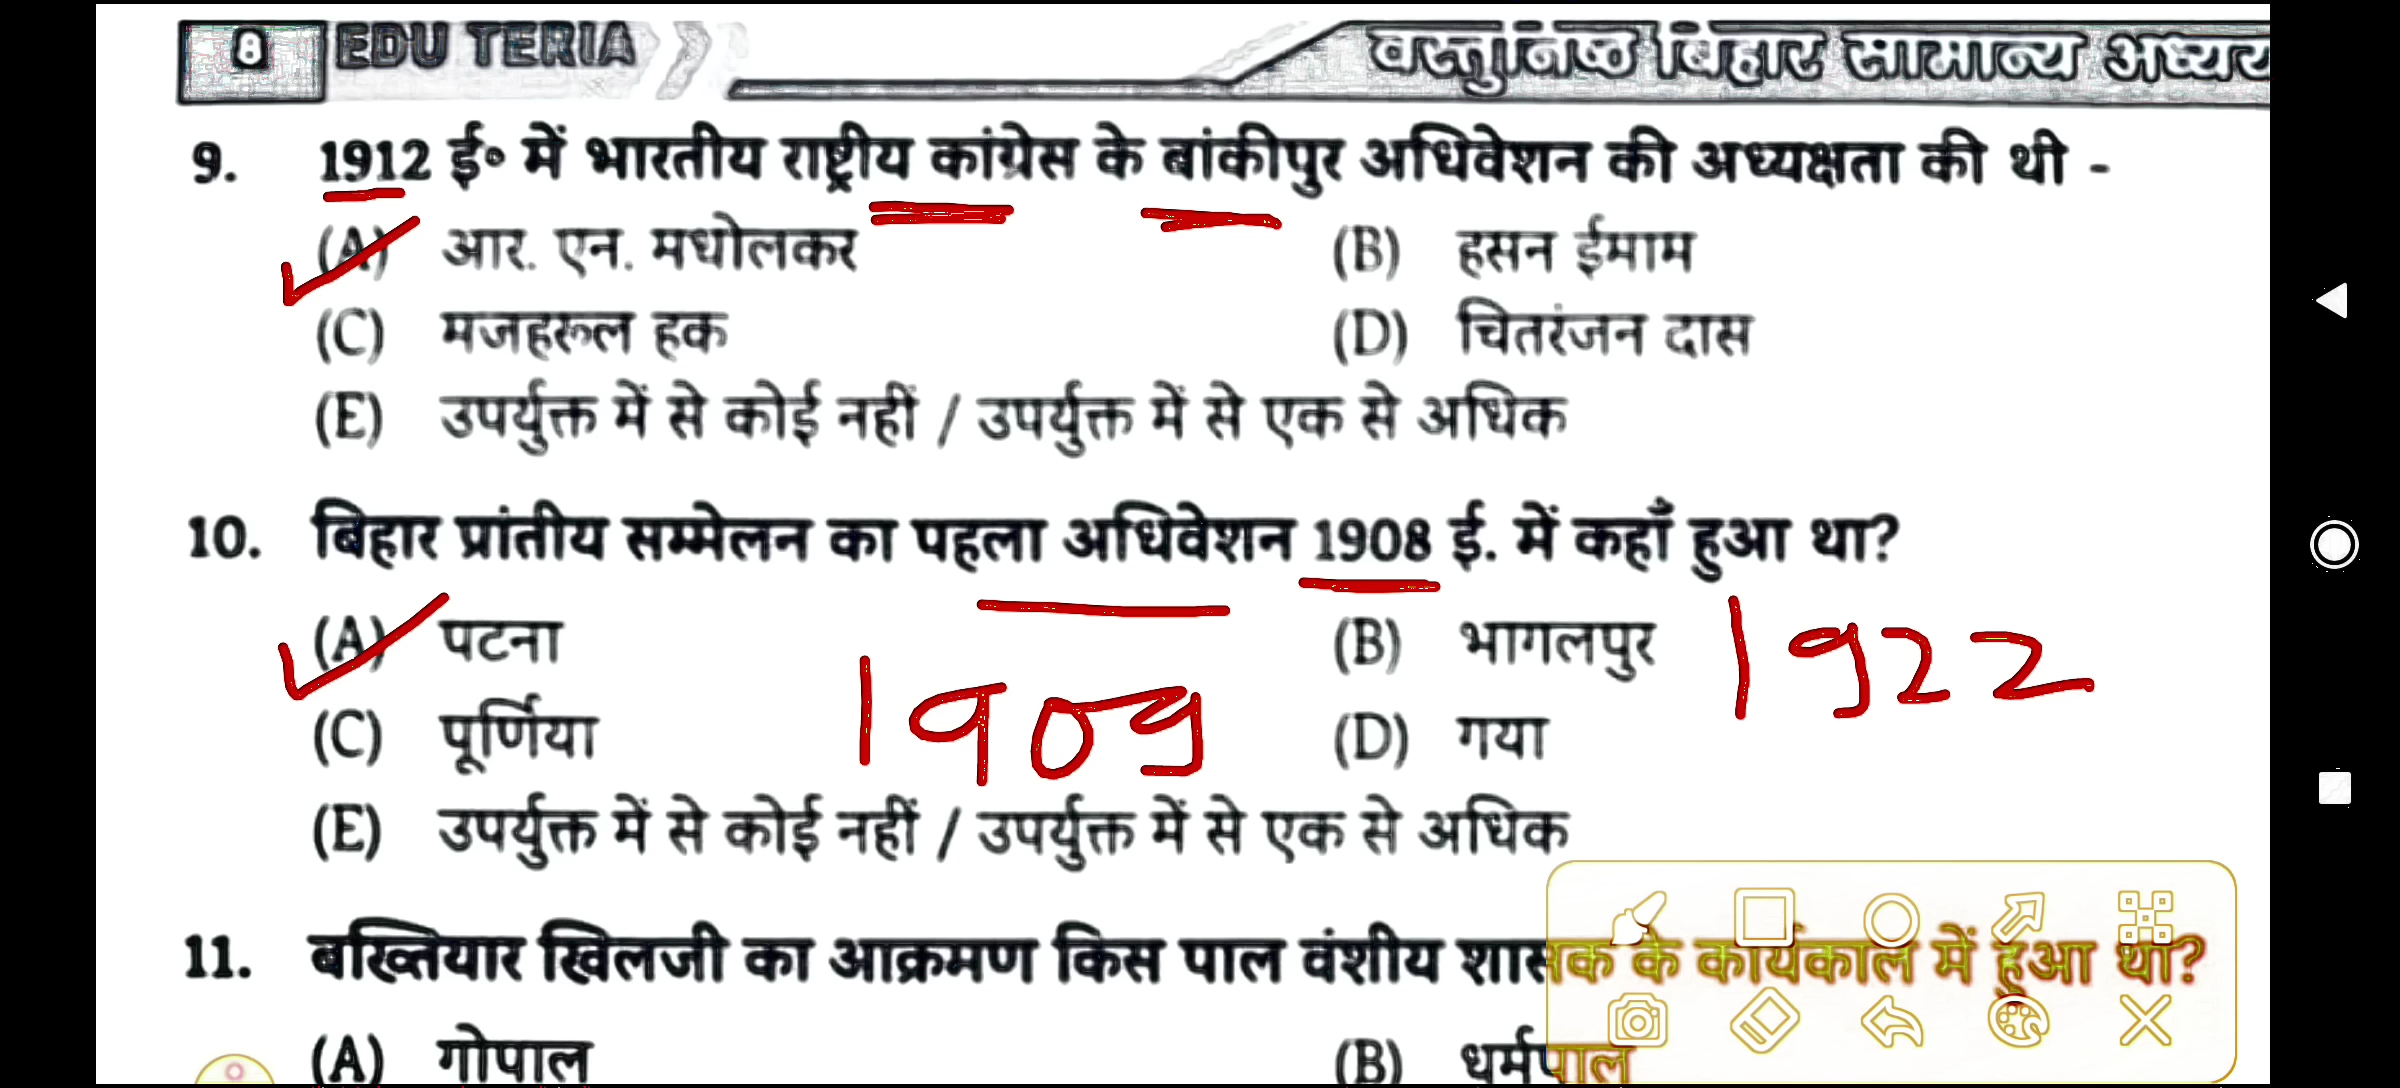 8 EDU TERIA वस्तुनिष्ठ बिहार सामान्य
9. 1912 ई० में भारतीय राष्ट्रीय कांग्रेस के बांकीपुर अधिवेशन की अध्यक्षता की थी -
(A) आर. एन. मधोलकर (B) हसन ईमाम
(C) मजहरूल हक (D) चितरंजन दास
(E) उपर्युक्त में से कोई नहीं / उपर्युक्त में से एक से अधिक
10. बिहार प्रांतीय सम्मेलन का पहला अधिवेशन 1908 ई. में कहाँ हुआ था?
(A) पटना (B) भागलपुर 1922
(C) पूर्णिया 1909 (D) गया
(E) उपर्युक्त में से कोई नहीं / उपर्युक्त में से एक से अधिक
11. बख्तियार खिलजी का आक्रमण किस पाल वंशीय शासक के कार्यकाल में हुआ था?
(A) गोपाल (B) धर्मपाल